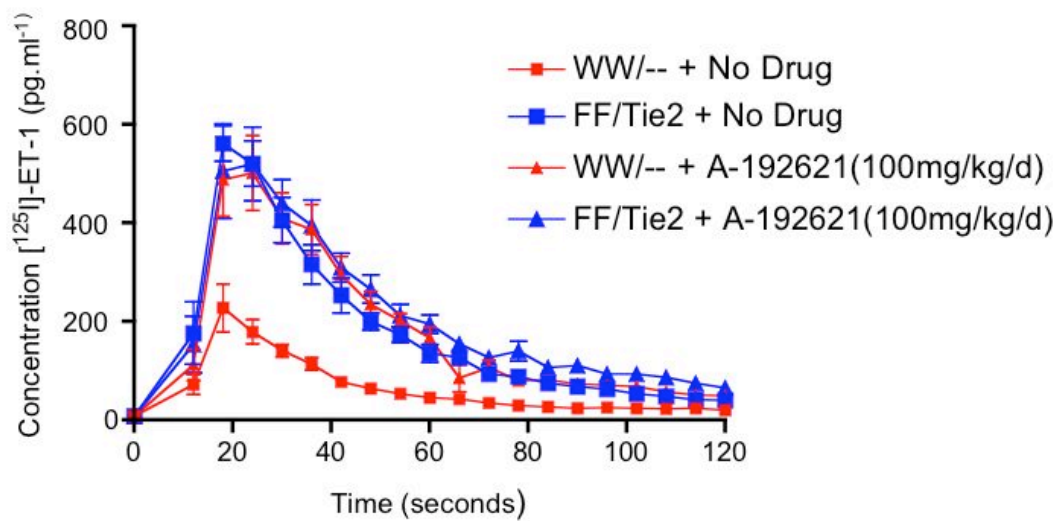 Concentration [¹²⁵I]-ET-1 (pg.ml⁻¹)
800
600
400
200
0
WW/-- + No Drug
FF/Tie2 + No Drug
WW/-- + A-192621(100mg/kg/d)
FF/Tie2 + A-192621(100mg/kg/d)
0 20 40 60 80 100 120
Time (seconds)